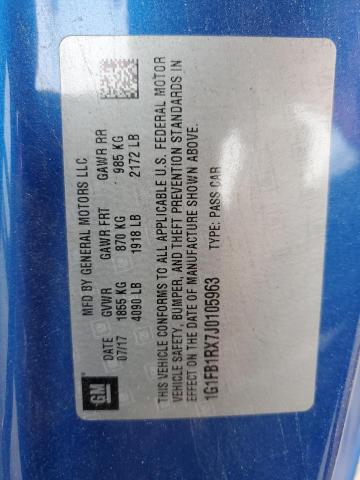 MFD BY GENERAL MOTORS LLC
DATE GVWR GAWR FRT GAWR RR
07/17 1855 KG 870 KG 985 KG
4090 LB 1918 LB 2172 LB
THIS VEHICLE CONFORMS TO ALL APPLICABLE U.S. FEDERAL MOTOR
VEHICLE SAFETY, BUMPER, AND THEFT PREVENTION STANDARDS IN
EFFECT ON THE DATE OF MANUFACTURE SHOWN ABOVE.
1G1FB1RX7J0105963 TYPE: PASS CAR
GM